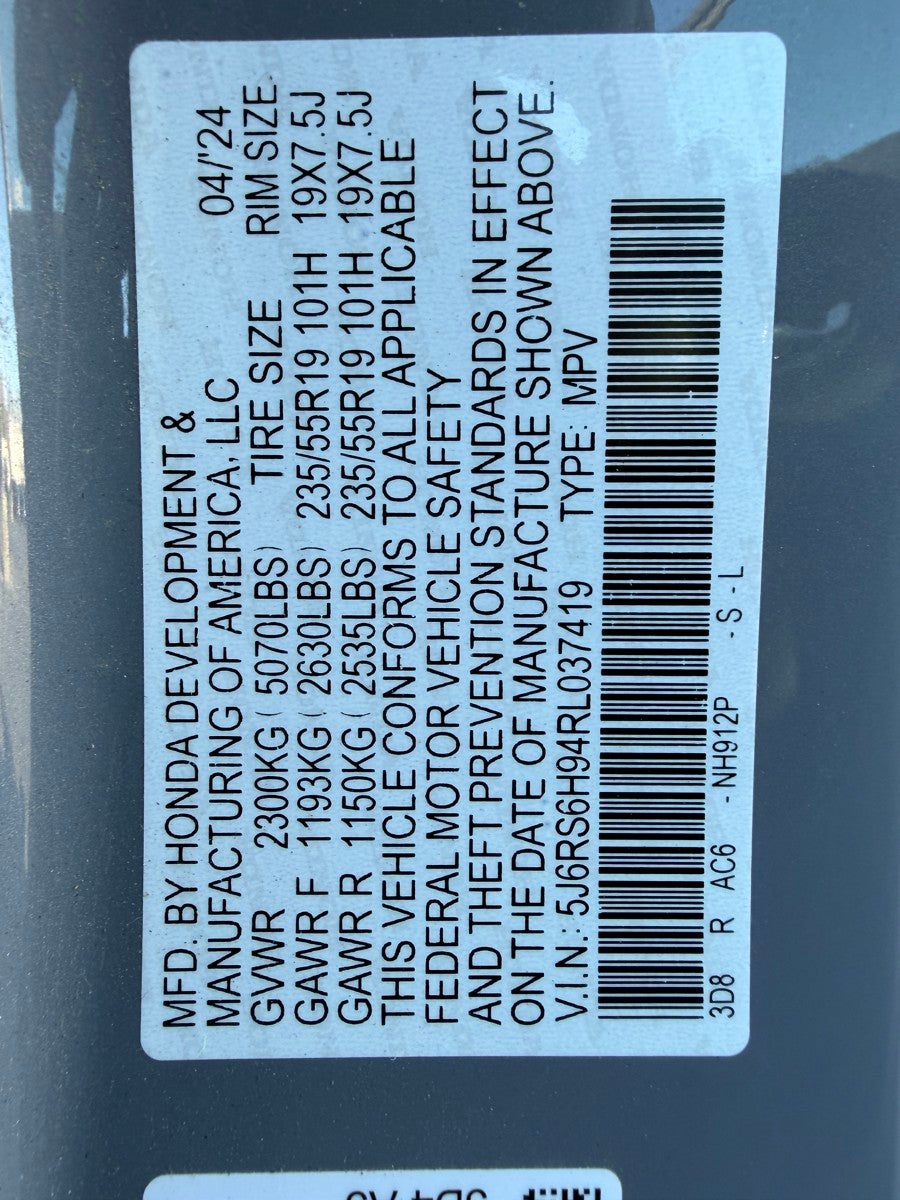 MFD. BY HONDA DEVELOPMENT &
MANUFACTURING OF AMERICA, LLC 04/'24
GVWR 2300KG ( 5070LBS) TIRE SIZE RIM SIZE.
GAWR F 1193KG ( 2630LBS) 235/55R19 101H 19X7.5J
GAWR R 1150KG ( 2535LBS) 235/55R19 101H 19X7.5J
THIS VEHICLE CONFORMS TO ALL APPLICABLE
FEDERAL MOTOR VEHICLE SAFETY
AND THEFT PREVENTION STANDARDS IN EFFECT
ON THE DATE OF MANUFACTURE SHOWN ABOVE.
V.I.N.: 5J6RS6H94RL037419 TYPE: MPV
3D8 R AC6 - NH912P - S - L